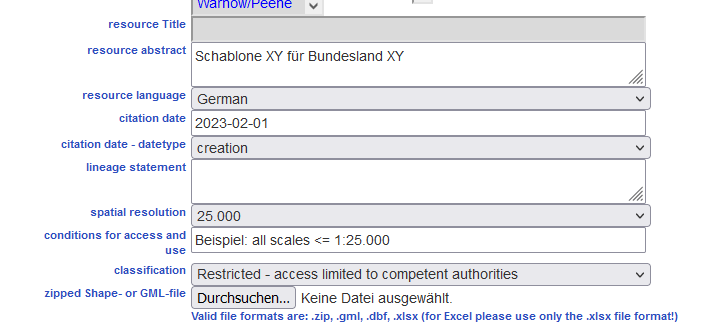 Warnow/Peene
resource Title
resource abstract Schablone XY für Bundesland XY
resource language German
citation date 2023-02-01
citation date - datetype creation
lineage statement
spatial resolution 25.000
conditions for access and use Beispiel: all scales <= 1:25.000
classification Restricted - access limited to competent authorities
zipped Shape- or GML-file Durchsuchen... Keine Datei ausgewählt.
Valid file formats are: .zip, .gml, .dbf, .xlsx (for Excel please use only the .xlsx file format!)